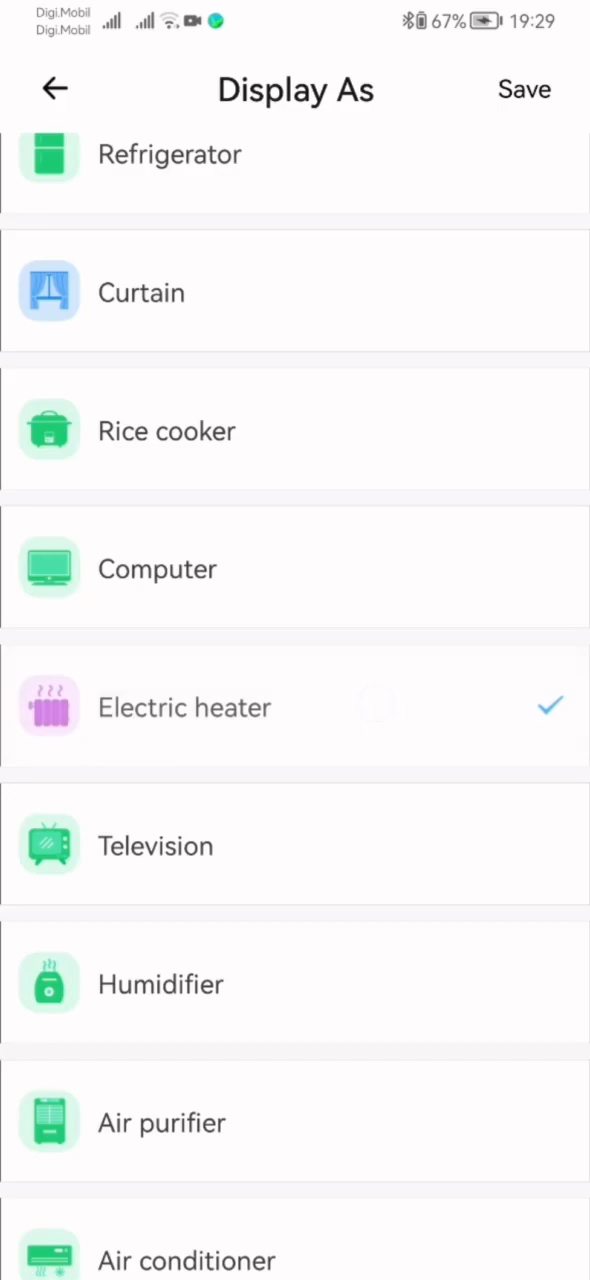 Digi.Mobil
Digi.Mobil
67% 19:29
Display As
Save
Refrigerator
Curtain
Rice cooker
Computer
Electric heater
Television
Humidifier
Air purifier
Air conditioner